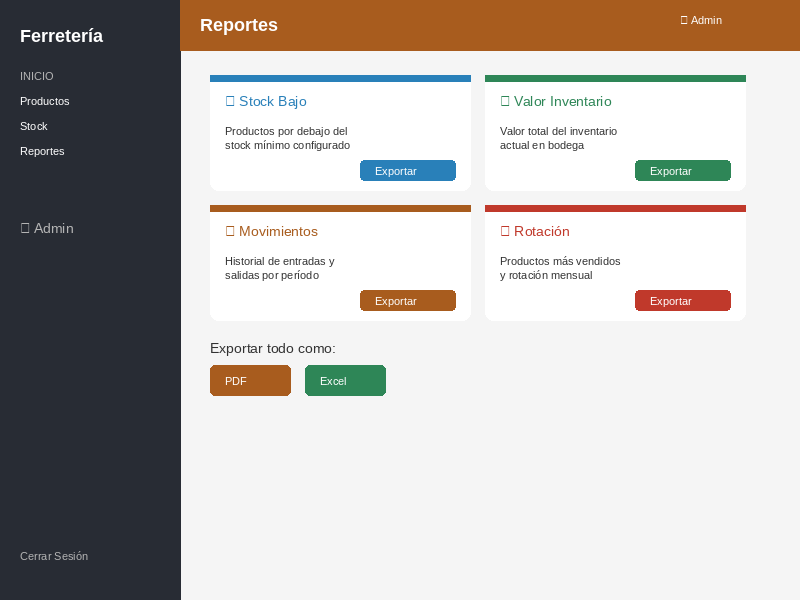 Ferretería
INICIO
Productos
Stock
Reportes
Admin
Cerrar Sesión
Reportes
Admin
Stock Bajo
Productos por debajo del
stock mínimo configurado
Exportar
Valor Inventario
Valor total del inventario
actual en bodega
Exportar
Movimientos
Historial de entradas y
salidas por período
Exportar
Rotación
Productos más vendidos
y rotación mensual
Exportar
Exportar todo como:
PDF
Excel